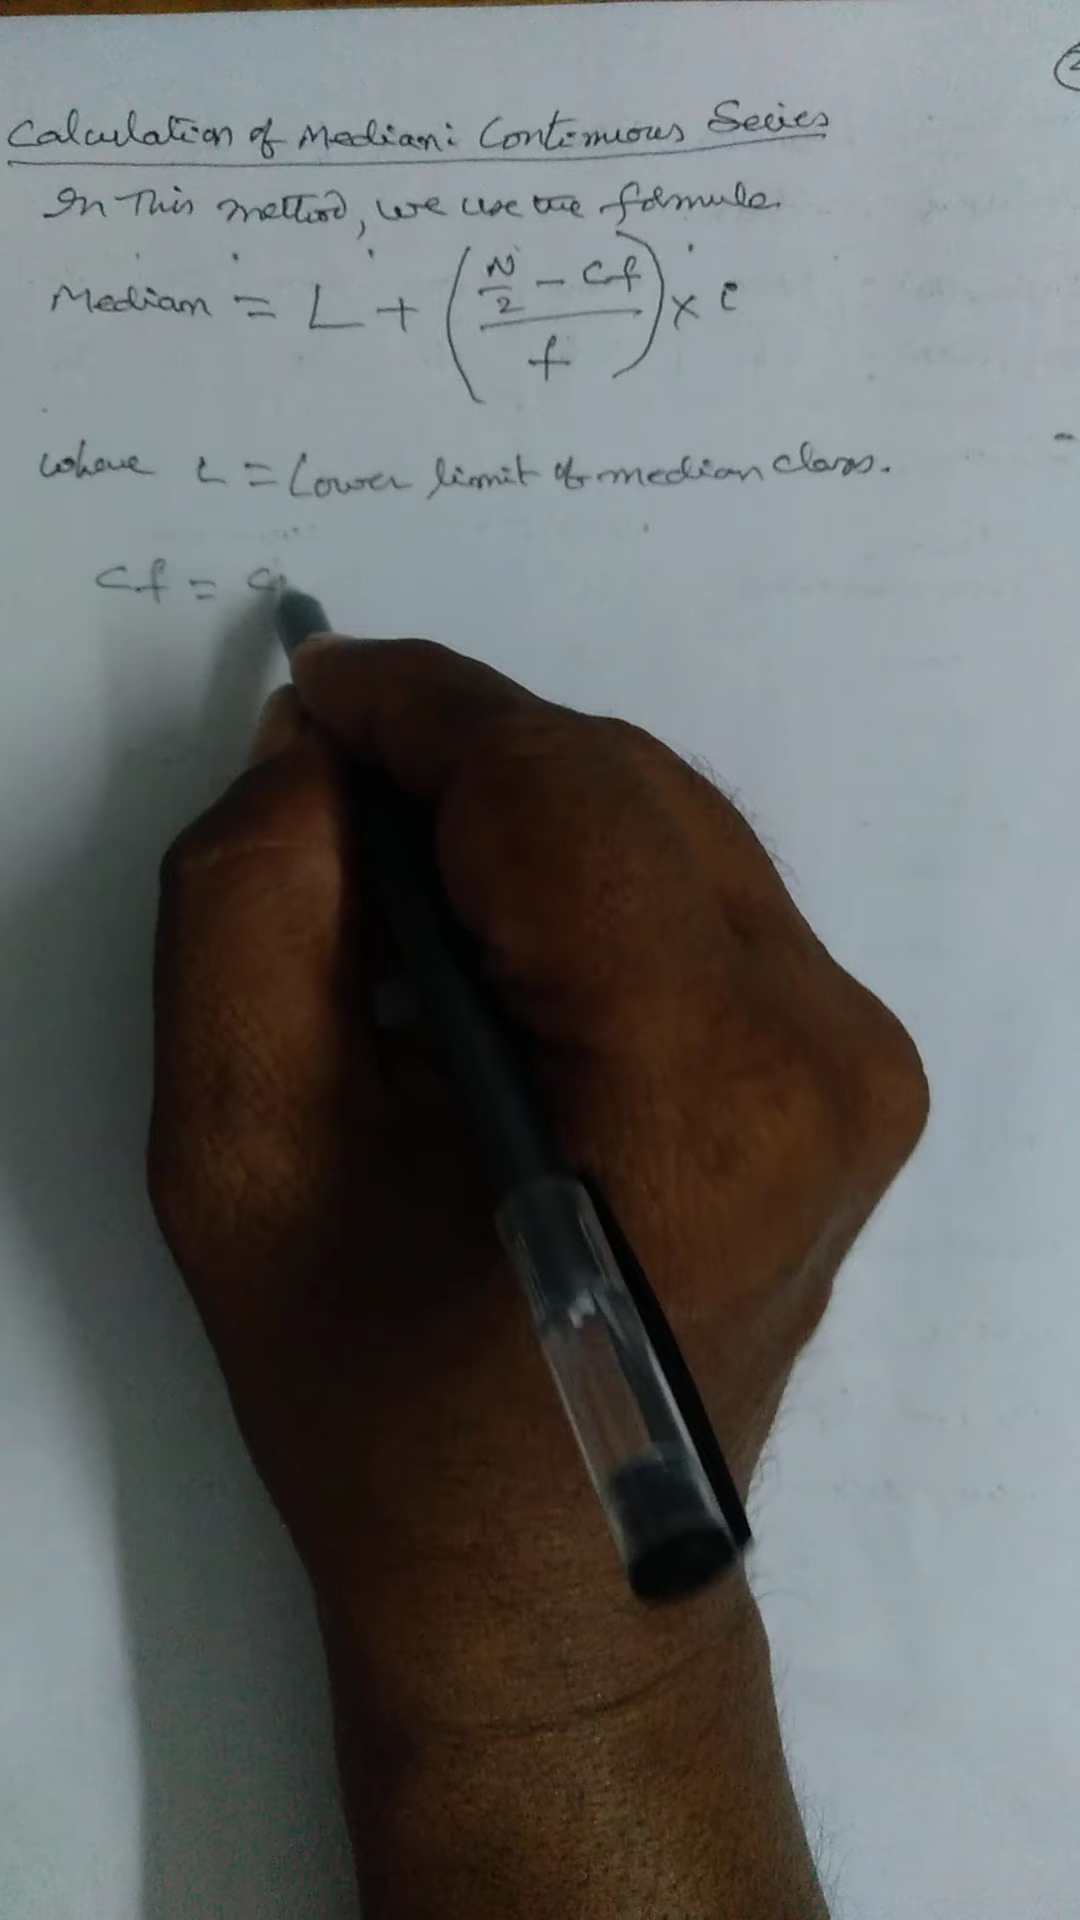 Calculation of Median: Continuous Series
In This method, we use the formula.
Median = L + ( (N/2 - Cf) / f ) × i
where L = Lower limit of median class.
Cf = Cu